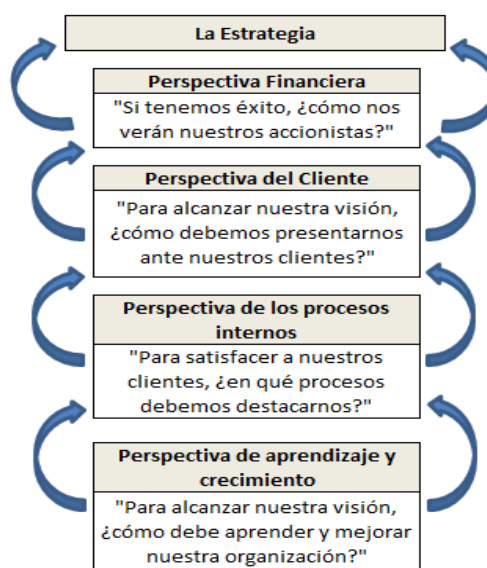 La Estrategia
Perspectiva Financiera
"Si tenemos éxito, ¿cómo nos
verán nuestros accionistas?"
Perspectiva del Cliente
"Para alcanzar nuestra visión,
¿cómo debemos presentarnos
ante nuestros clientes?"
Perspectiva de los procesos
internos
"Para satisfacer a nuestros
clientes, ¿en qué procesos
debemos destacarnos?"
Perspectiva de aprendizaje y
crecimiento
"Para alcanzar nuestra visión,
¿cómo debe aprender y mejorar
nuestra organización?"